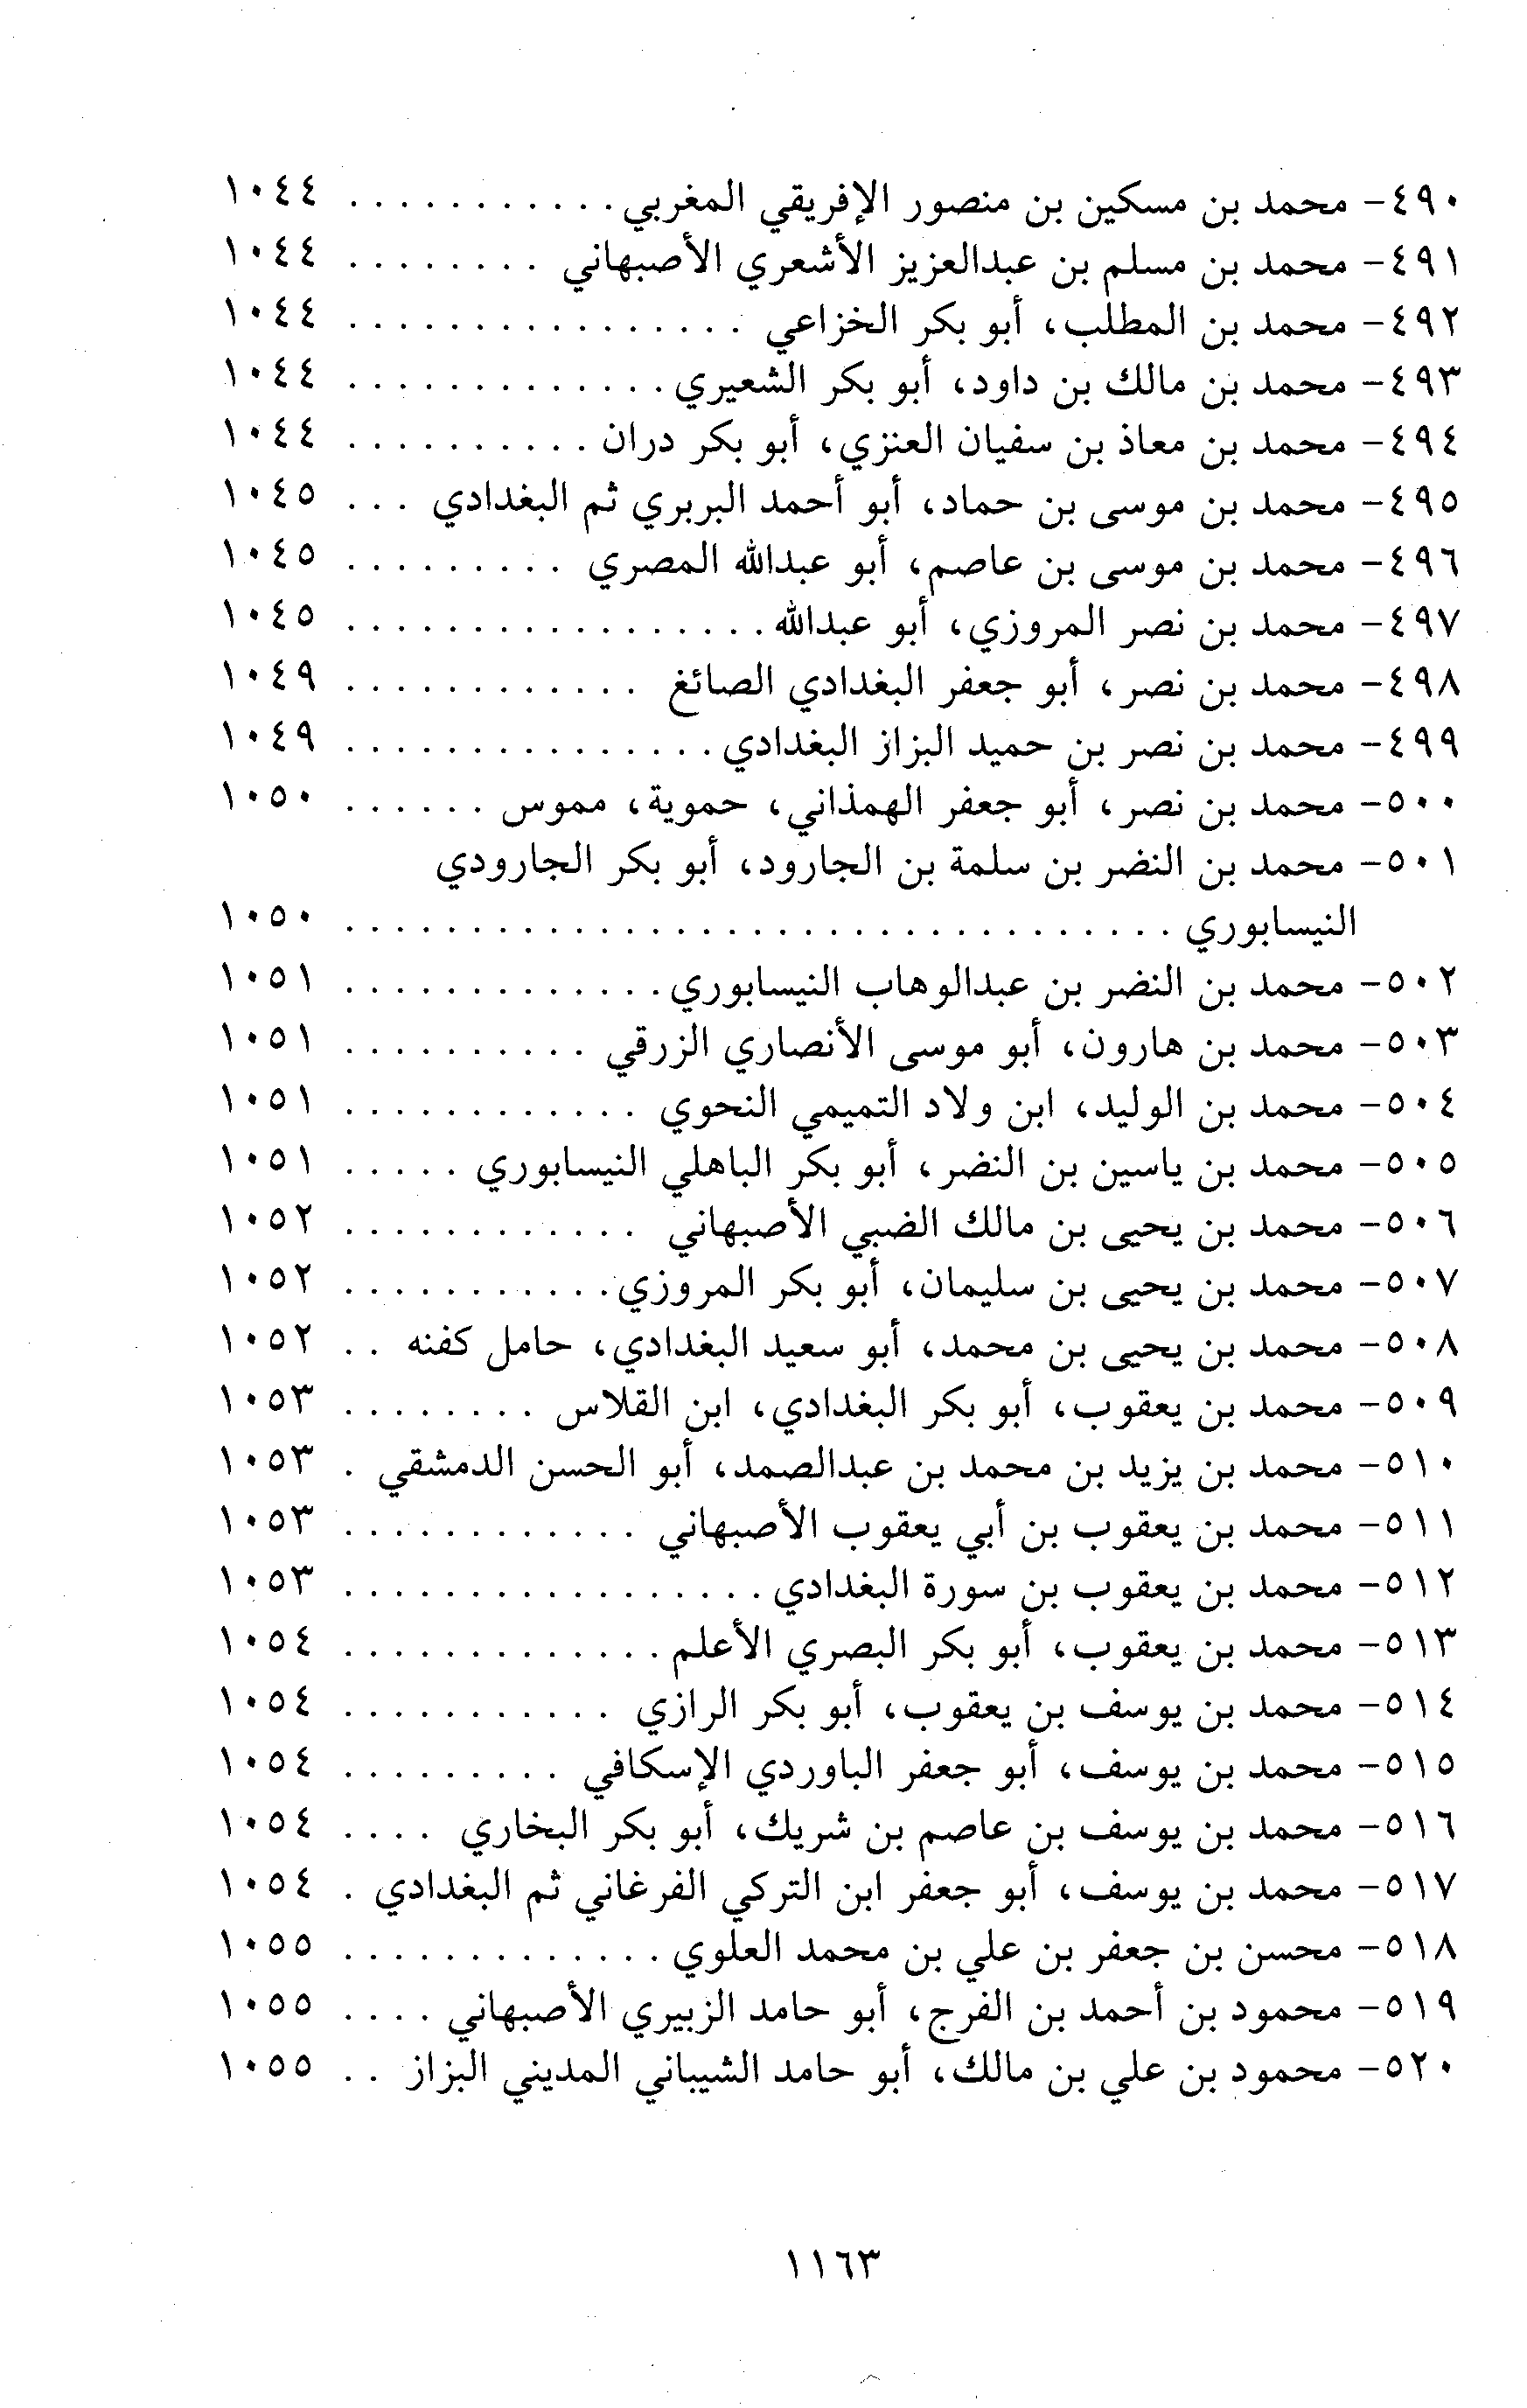 ٤٩٠- محمد بن مسكين بن منصور الإفريقي المغربي . . . . . . . . . . . ١٠٤٤
٤٩١- محمد بن مسلم بن عبدالعزيز الأشعري الأصبهاني . . . . . . . . ١٠٤٤
٤٩٢- محمد بن المطلب، أبو بكر الخزاعي . . . . . . . . . . . . . . . . ١٠٤٤
٤٩٣- محمد بن مالك بن داود، أبو بكر الشعيري . . . . . . . . . . . . . ١٠٤٤
٤٩٤- محمد بن معاذ بن سفيان العنزي، أبو بكر دران . . . . . . . . . . ١٠٤٤
٤٩٥- محمد بن موسى بن حماد، أبو أحمد البربري ثم البغدادي . . . ١٠٤٥
٤٩٦- محمد بن موسى بن عاصم، أبو عبدالله المصري . . . . . . . . . ١٠٤٥
٤٩٧- محمد بن نصر المروزي، أبو عبدالله . . . . . . . . . . . . . . . . . ١٠٤٥
٤٩٨- محمد بن نصر، أبو جعفر البغدادي الصائغ . . . . . . . . . . . . ١٠٤٩
٤٩٩- محمد بن نصر بن حميد البزاز البغدادي . . . . . . . . . . . . . . . ١٠٤٩
٥٠٠- محمد بن نصر، أبو جعفر الهمذاني، حموية، مموس . . . . . . ١٠٥٠
٥٠١- محمد بن النضر بن سلمة بن الجارود، أبو بكر الجارودي
النيسابوري . . . . . . . . . . . . . . . . . . . . . . . . . . . . . . . . . ١٠٥٠
٥٠٢- محمد بن النضر بن عبدالوهاب النيسابوري . . . . . . . . . . . . . ١٠٥١
٥٠٣- محمد بن هارون، أبو موسى الأنصاري الزرقي . . . . . . . . . . ١٠٥١
٥٠٤- محمد بن الوليد، ابن ولاد التميمي النحوي . . . . . . . . . . . . ١٠٥١
٥٠٥- محمد بن ياسين بن النضر، أبو بكر الباهلي النيسابوري . . . . . ١٠٥١
٥٠٦- محمد بن يحيى بن مالك الضبي الأصبهاني . . . . . . . . . . . . ١٠٥٢
٥٠٧- محمد بن يحيى بن سليمان، أبو بكر المروزي . . . . . . . . . . . ١٠٥٢
٥٠٨- محمد بن يحيى بن محمد، أبو سعيد البغدادي، حامل كفنه . . ١٠٥٢
٥٠٩- محمد بن يعقوب، أبو بكر البغدادي، ابن القلاس . . . . . . . . ١٠٥٣
٥١٠- محمد بن يزيد بن محمد بن عبدالصمد، أبو الحسن الدمشقي . ١٠٥٣
٥١١- محمد بن يعقوب بن أبي يعقوب الأصبهاني . . . . . . . . . . . . ١٠٥٣
٥١٢- محمد بن يعقوب بن سورة البغدادي . . . . . . . . . . . . . . . . . ١٠٥٣
٥١٣- محمد بن يعقوب، أبو بكر البصري الأعلم . . . . . . . . . . . . . ١٠٥٤
٥١٤- محمد بن يوسف بن يعقوب، أبو بكر الرازي . . . . . . . . . . . ١٠٥٤
٥١٥- محمد بن يوسف، أبو جعفر الباوردي الإسكافي . . . . . . . . . ١٠٥٤
٥١٦- محمد بن يوسف بن عاصم بن شريك، أبو بكر البخاري . . . . ١٠٥٤
٥١٧- محمد بن يوسف، أبو جعفر ابن التركي الفرغاني ثم البغدادي . ١٠٥٤
٥١٨- محسن بن جعفر بن علي بن محمد العلوي . . . . . . . . . . . . . ١٠٥٥
٥١٩- محمود بن أحمد بن الفرج، أبو حامد الزبيري الأصبهاني . . . . ١٠٥٥
٥٢٠- محمود بن علي بن مالك، أبو حامد الشيباني المديني البزاز . . ١٠٥٥
١١٦٣